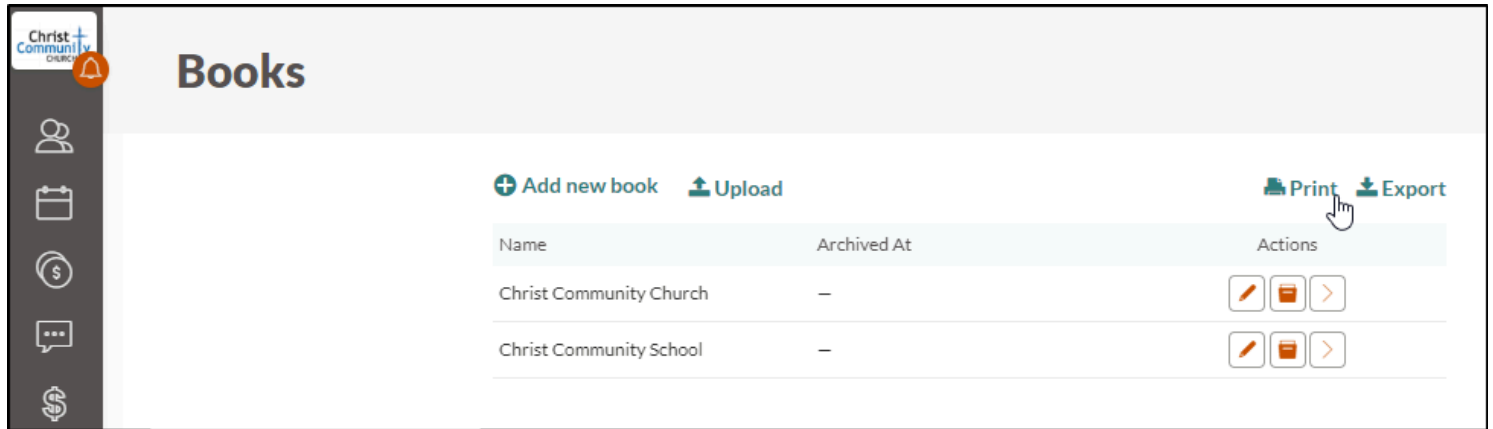 Christ
Community
CHURCH
Books
Add new book Upload Print Export
Name Archived At Actions
Christ Community Church –
Christ Community School –